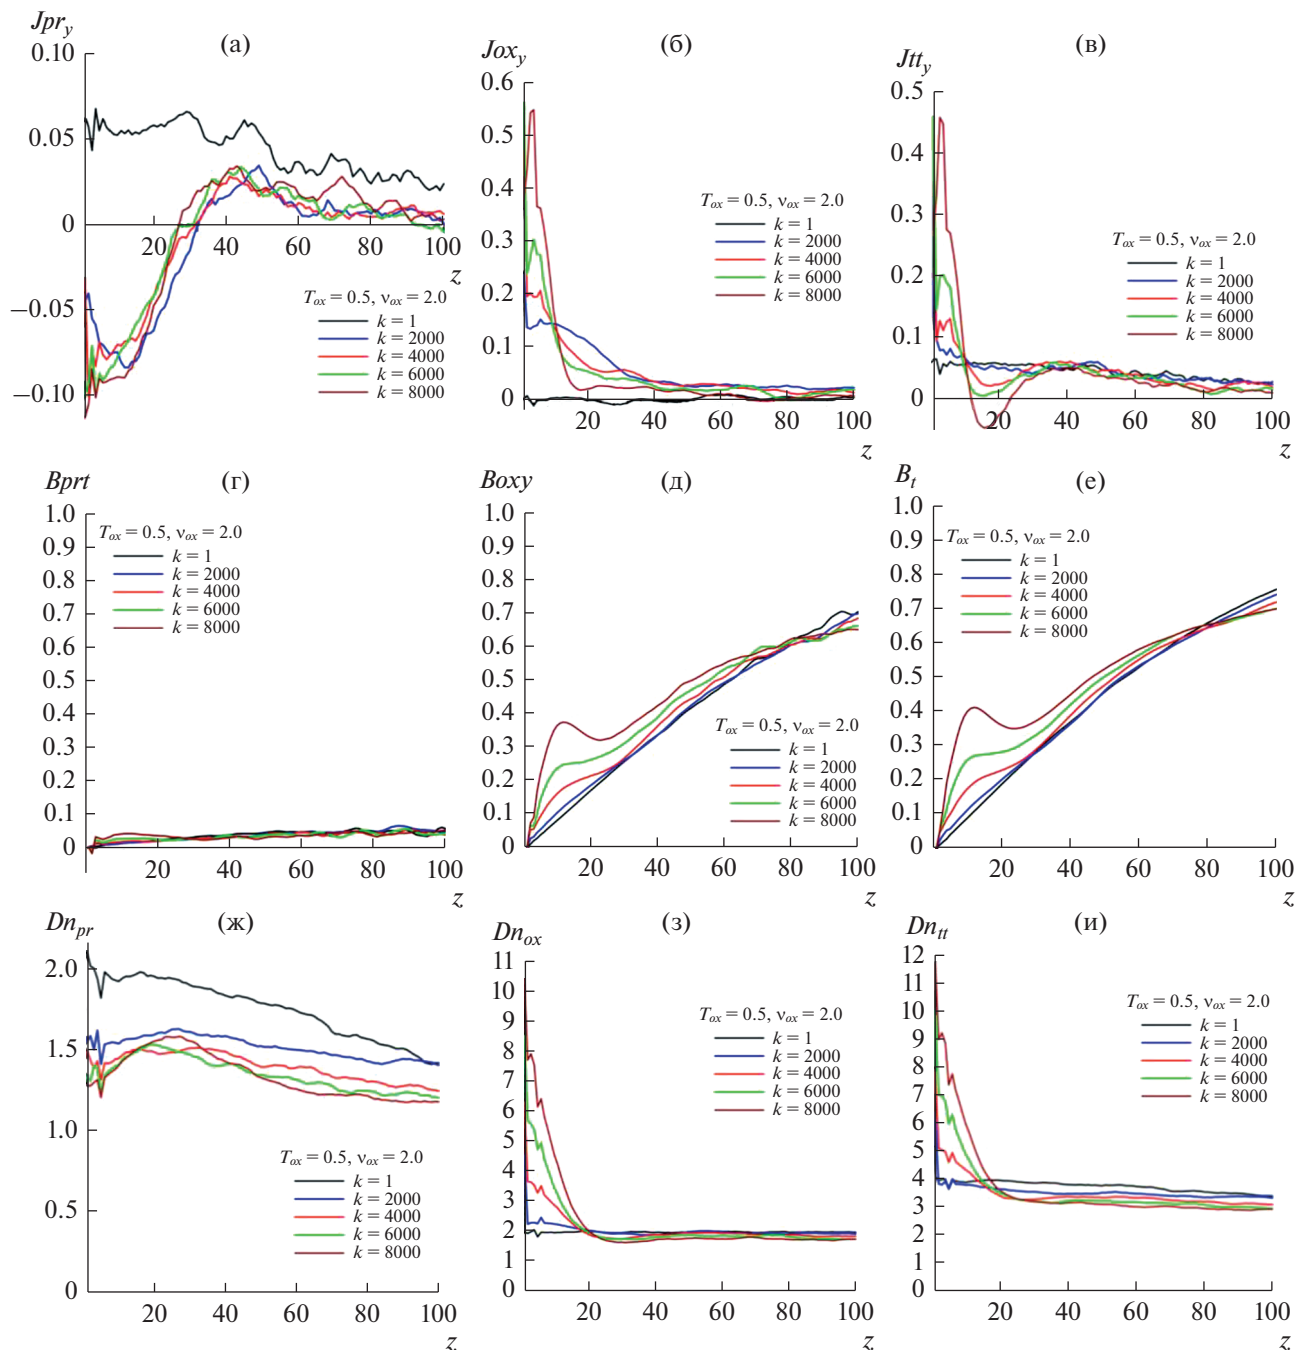 Jpr_y
(а)
0.10
0.05
0
−0.05
−0.10
20 40 60 80 100
z
T_ox = 0.5, ν_ox = 2.0
k = 1
k = 2000
k = 4000
k = 6000
k = 8000
Jox_y
(б)
0.6
0.5
0.4
0.3
0.2
0.1
0
20 40 60 80 100
z
T_ox = 0.5, ν_ox = 2.0
k = 1
k = 2000
k = 4000
k = 6000
k = 8000
Jtt_y
(в)
0.5
0.4
0.3
0.2
0.1
0
20 40 60 80 100
z
T_ox = 0.5, ν_ox = 2.0
k = 1
k = 2000
k = 4000
k = 6000
k = 8000
Bprt
(г)
1.0
0.9
0.8
0.7
0.6
0.5
0.4
0.3
0.2
0.1
0
20 40 60 80 100
z
T_ox = 0.5, ν_ox = 2.0
k = 1
k = 2000
k = 4000
k = 6000
k = 8000
Boxy
(д)
1.0
0.9
0.8
0.7
0.6
0.5
0.4
0.3
0.2
0.1
0
20 40 60 80 100
z
T_ox = 0.5, ν_ox = 2.0
k = 1
k = 2000
k = 4000
k = 6000
k = 8000
B_t
(е)
1.0
0.9
0.8
0.7
0.6
0.5
0.4
0.3
0.2
0.1
0
20 40 60 80 100
z
T_ox = 0.5, ν_ox = 2.0
k = 1
k = 2000
k = 4000
k = 6000
k = 8000
Dn_pr
(ж)
2.0
1.5
1.0
0.5
0
20 40 60 80 100
z
T_ox = 0.5, ν_ox = 2.0
k = 1
k = 2000
k = 4000
k = 6000
k = 8000
Dn_ox
(з)
11
10
9
8
7
6
5
4
3
2
1
0
20 40 60 80 100
z
T_ox = 0.5, ν_ox = 2.0
k = 1
k = 2000
k = 4000
k = 6000
k = 8000
Dn_tt
(и)
12
11
10
9
8
7
6
5
4
3
2
1
0
20 40 60 80 100
z
T_ox = 0.5, ν_ox = 2.0
k = 1
k = 2000
k = 4000
k = 6000
k = 8000